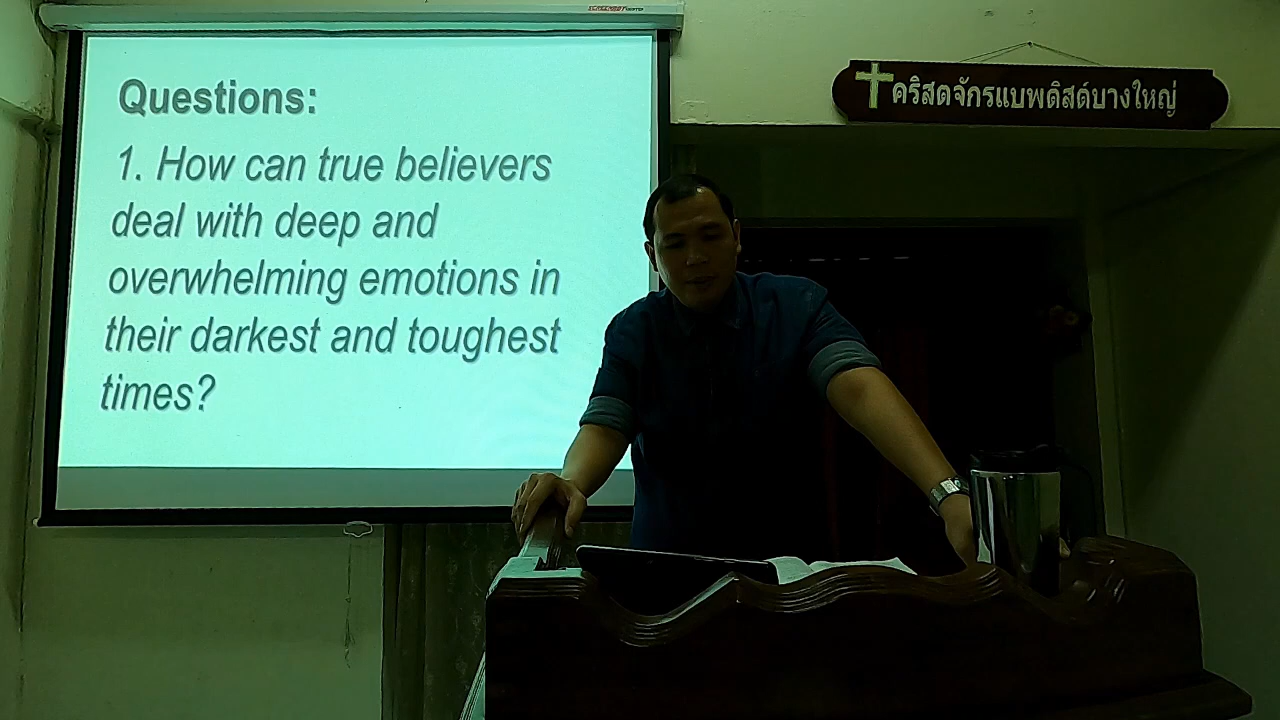 Questions:
1. How can true believers
deal with deep and
overwhelming emotions in
their darkest and toughest
times?
คริสตจักรแบพติสต์บางใหญ่